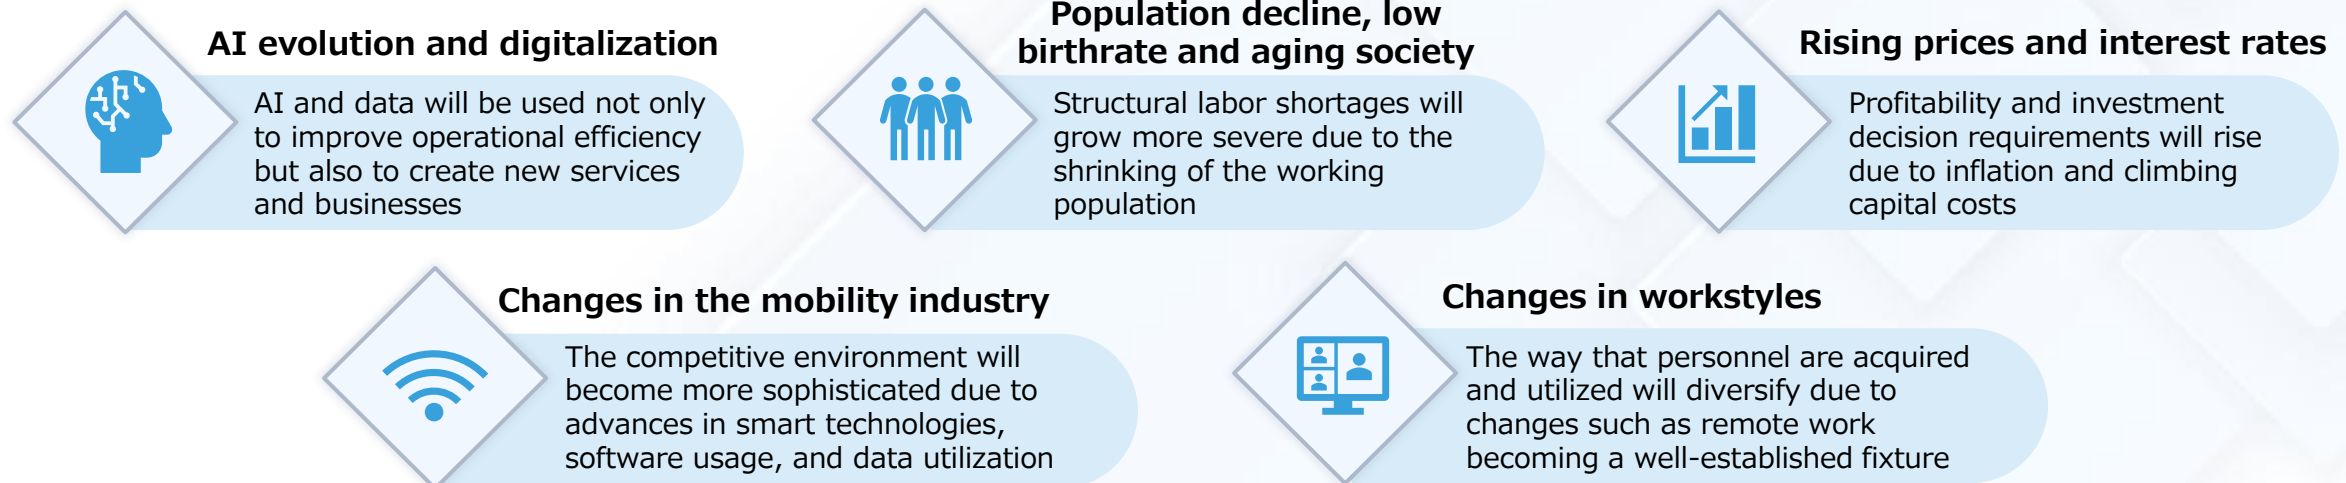 AI evolution and digitalization
AI and data will be used not only
to improve operational efficiency
but also to create new services
and businesses
Population decline, low
birthrate and aging society
Structural labor shortages will
grow more severe due to the
shrinking of the working
population
Rising prices and interest rates
Profitability and investment
decision requirements will rise
due to inflation and climbing
capital costs
Changes in the mobility industry
The competitive environment will
become more sophisticated due to
advances in smart technologies,
software usage, and data utilization
Changes in workstyles
The way that personnel are acquired
and utilized will diversify due to
changes such as remote work
becoming a well-established fixture